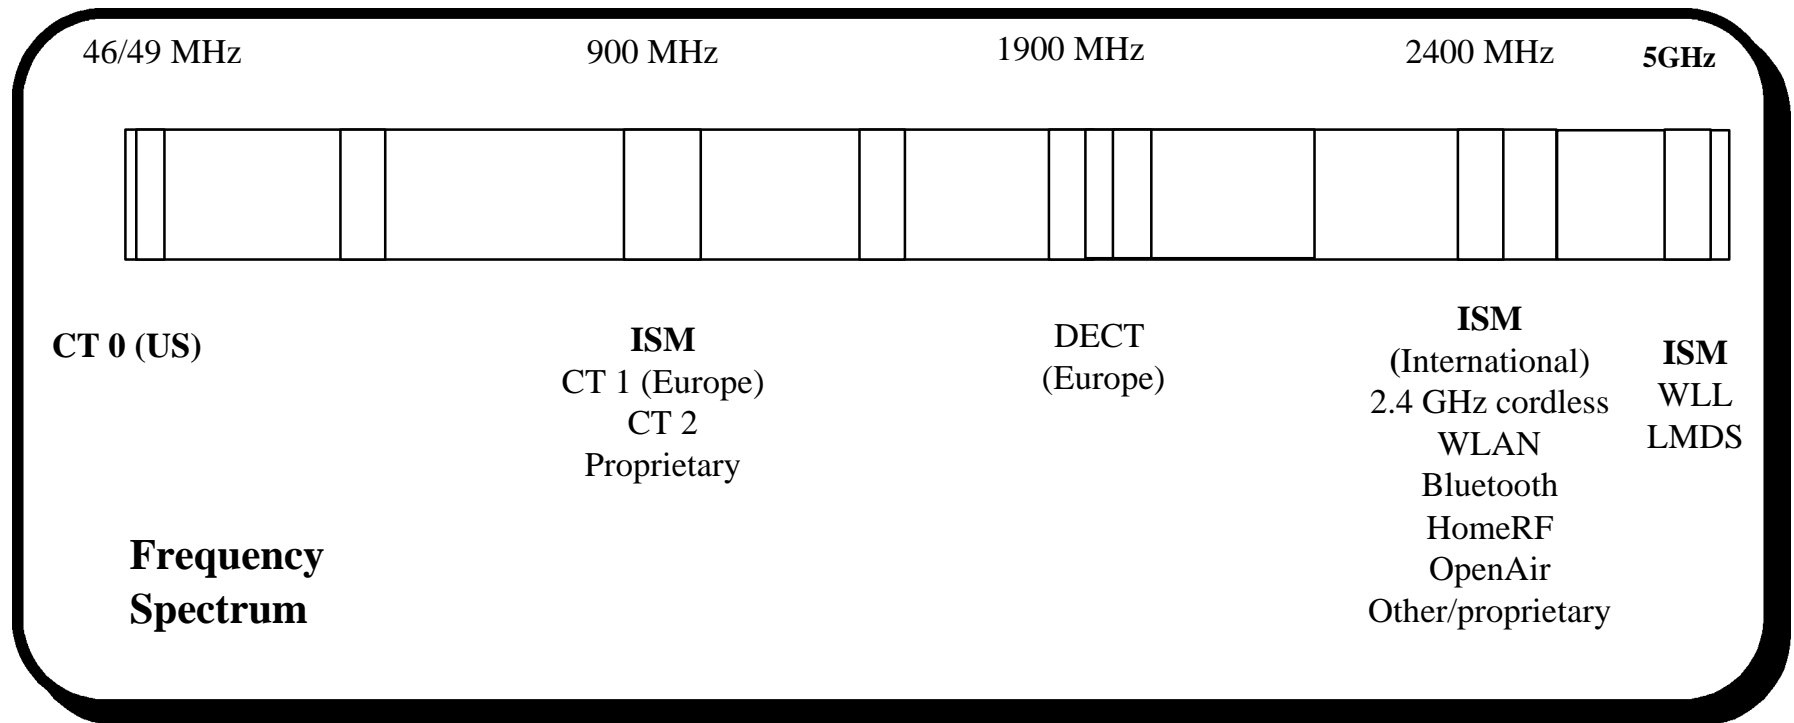 46/49 MHz
900 MHz
1900 MHz
2400 MHz
5GHz
CT 0 (US)
ISM
CT 1 (Europe)
CT 2
Proprietary
DECT
(Europe)
ISM
(International)
2.4 GHz cordless
WLAN
Bluetooth
HomeRF
OpenAir
Other/proprietary
ISM
WLL
LMDS
Frequency
Spectrum